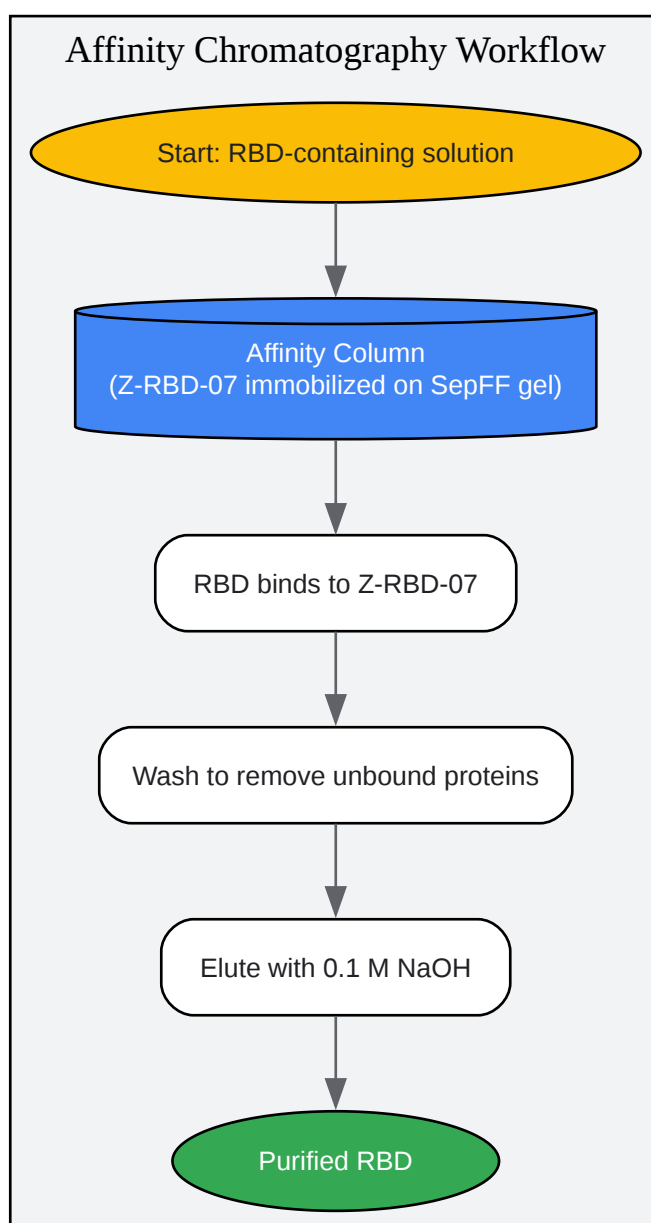 Affinity Chromatography Workflow
Start: RBD-containing solution
Affinity Column
(Z-RBD-07 immobilized on SepFF gel)
RBD binds to Z-RBD-07
Wash to remove unbound proteins
Elute with 0.1 M NaOH
Purified RBD